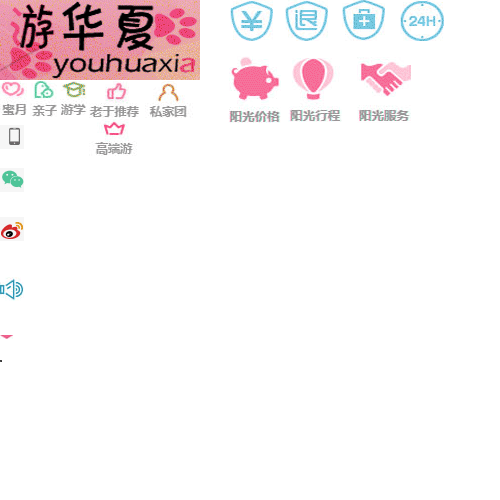 游华夏
youhuaxia
¥
退
24H
蜜月
亲子
游学
老于推荐
私家团
高端游
阳光价格
阳光行程
阳光服务